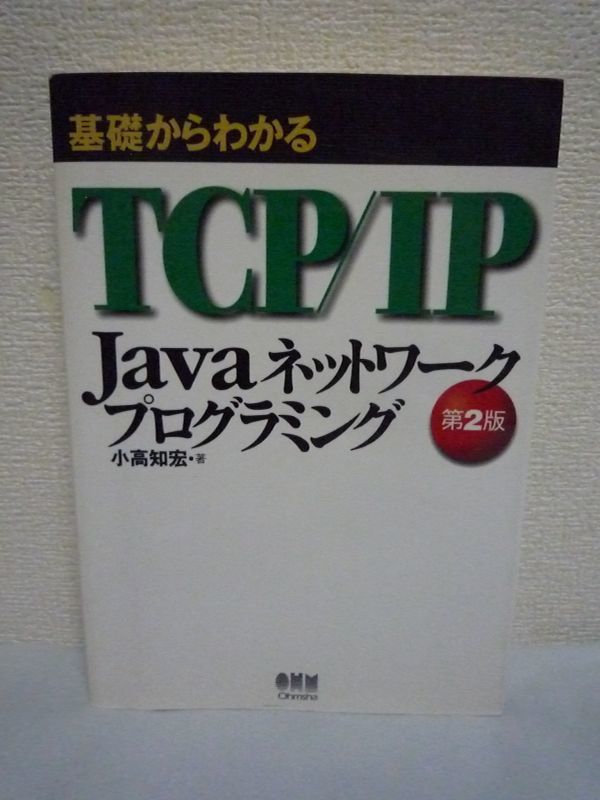 基礎からわかる
TCP/IP
Javaネットワーク
プログラミング
第2版
小高知宏・著
OHM
Ohmsha